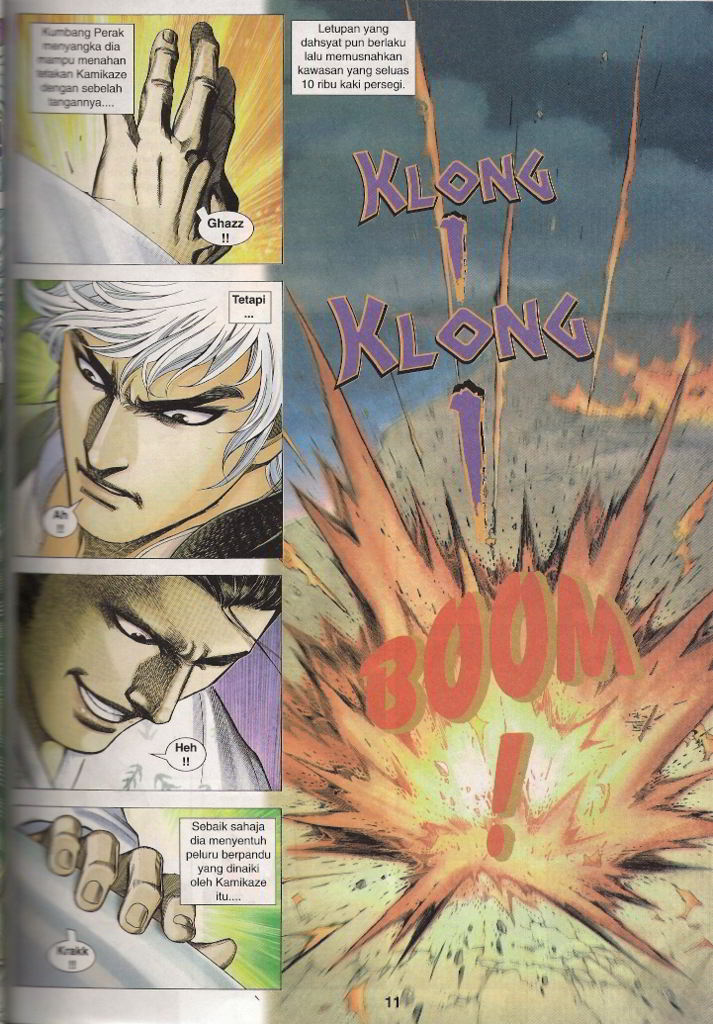 Kumbang Perak
menyangka dia
mampu menahan
tetakan Kamikaze
dengan sebelah
tangannya....
Ghazz
!!
Tetapi
...
Ah
!!
Heh
!!
Sebaik sahaja
dia menyentuh
peluru berpandu
yang dinaiki
oleh Kamikaze
itu....
Krakk
!!
Letupan yang
dahsyat pun berlaku
lalu memusnahkan
kawasan yang seluas
10 ribu kaki persegi.
KLONG
!
KLONG
!
BOOM
!
11